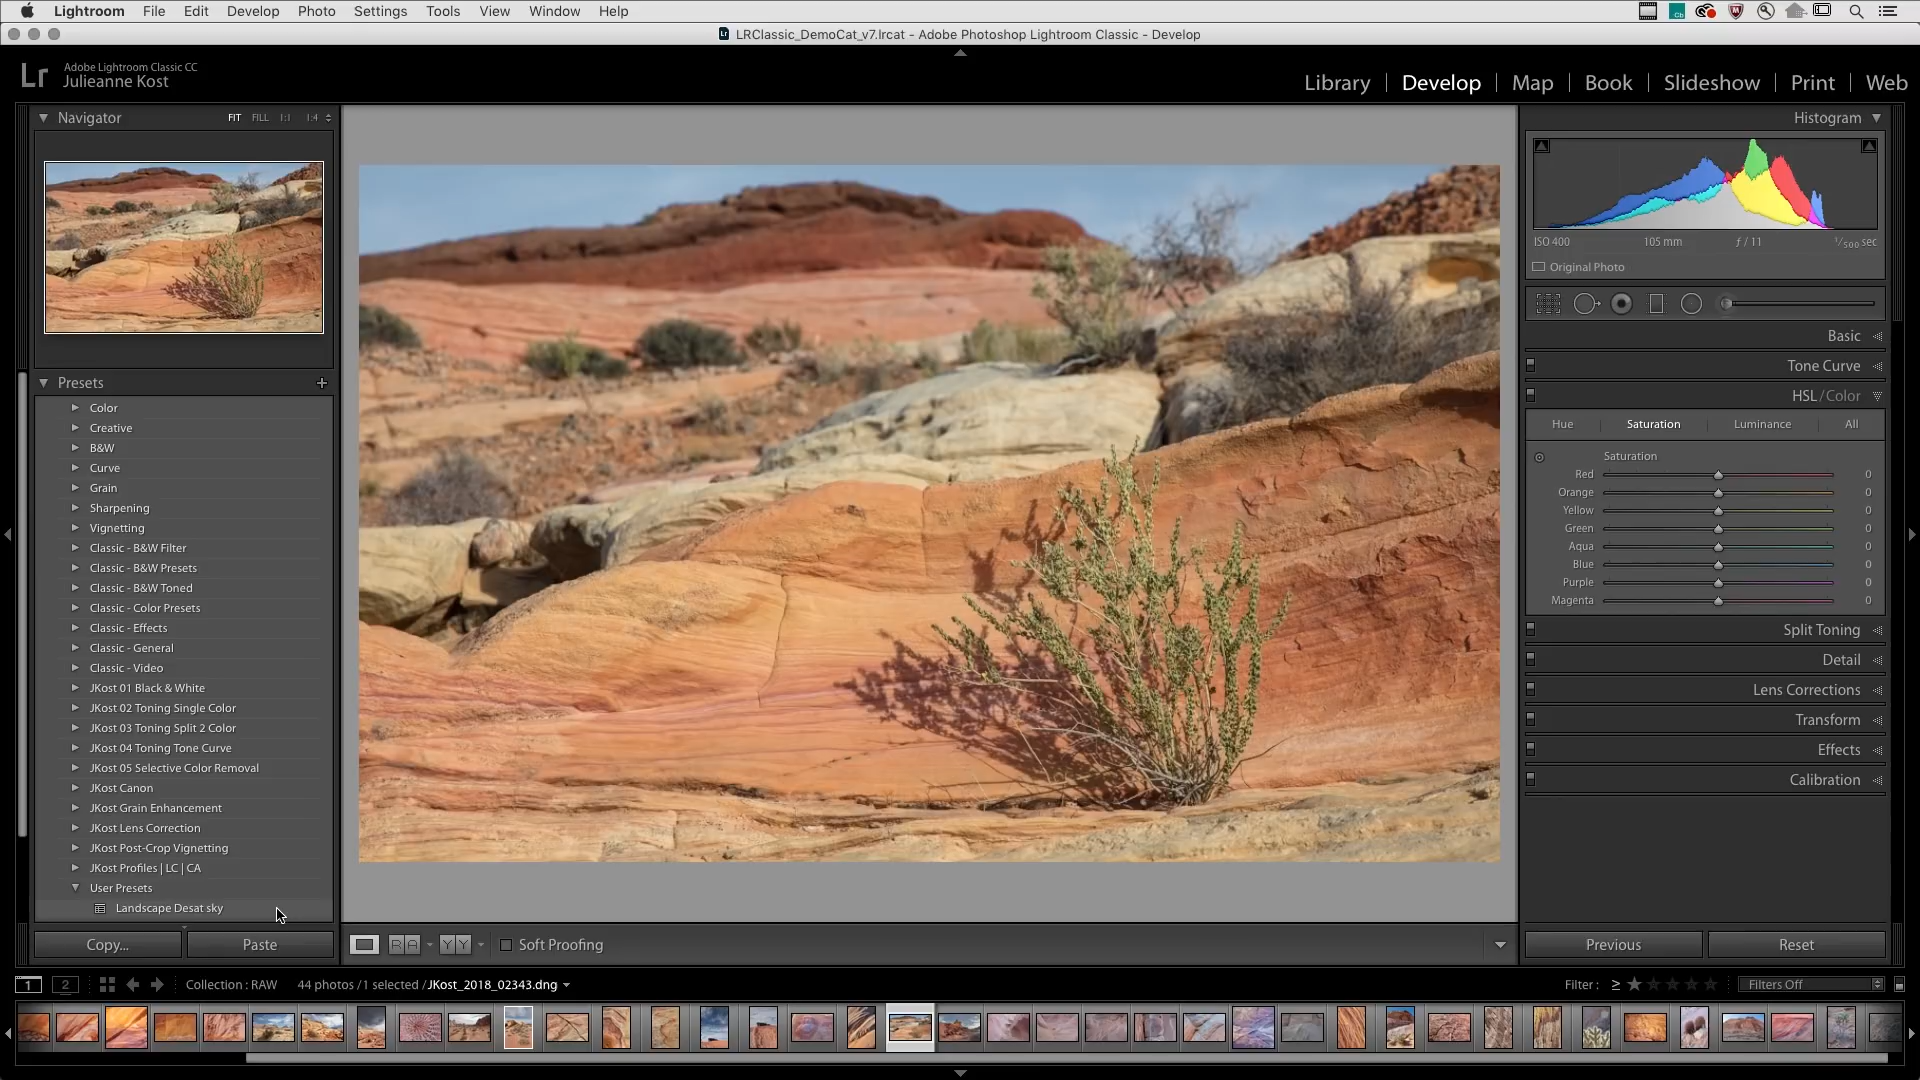 Lightroom File Edit Develop Photo Settings Tools View Window Help
LRClassic_DemoCat_v7.lrcat - Adobe Photoshop Lightroom Classic - Develop
Lr
Adobe Lightroom Classic CC
Julieanne Kost
Library | Develop | Map | Book | Slideshow | Print | Web
Navigator FIT FILL 1:1 1:4
Presets +
Color
Creative
B&W
Curve
Grain
Sharpening
Vignetting
Classic - B&W Filter
Classic - B&W Presets
Classic - B&W Toned
Classic - Color Presets
Classic - Effects
Classic - General
Classic - Video
JKost 01 Black & White
JKost 02 Toning Single Color
JKost 03 Toning Split 2 Color
JKost 04 Toning Tone Curve
JKost 05 Selective Color Removal
JKost Canon
JKost Grain Enhancement
JKost Lens Correction
JKost Post-Crop Vignetting
JKost Profiles | LC | CA
User Presets
Landscape Desat sky
Copy... Paste
RA YY Soft Proofing
Histogram
ISO 400 105 mm ƒ / 11 1/500 sec
Original Photo
Basic
Tone Curve
HSL / Color
Hue | Saturation | Luminance | All
Saturation
Red 0
Orange 0
Yellow 0
Green 0
Aqua 0
Blue 0
Purple 0
Magenta 0
Split Toning
Detail
Lens Corrections
Transform
Effects
Calibration
Previous Reset
1 2 Collection : RAW 44 photos / 1 selected / JKost_2018_02343.dng Filter : ≥ Filters Off